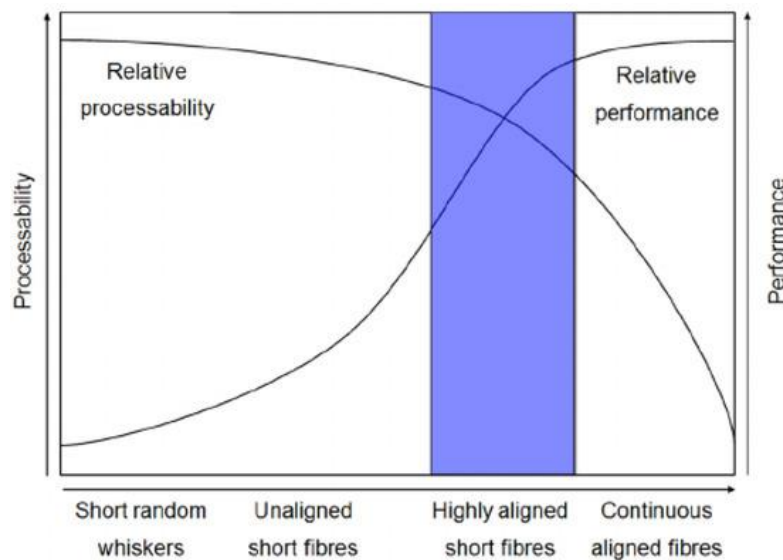 Relative
processability
Relative
performance
Processability
Performance
Short random
whiskers
Unaligned
short fibres
Highly aligned
short fibres
Continuous
aligned fibres